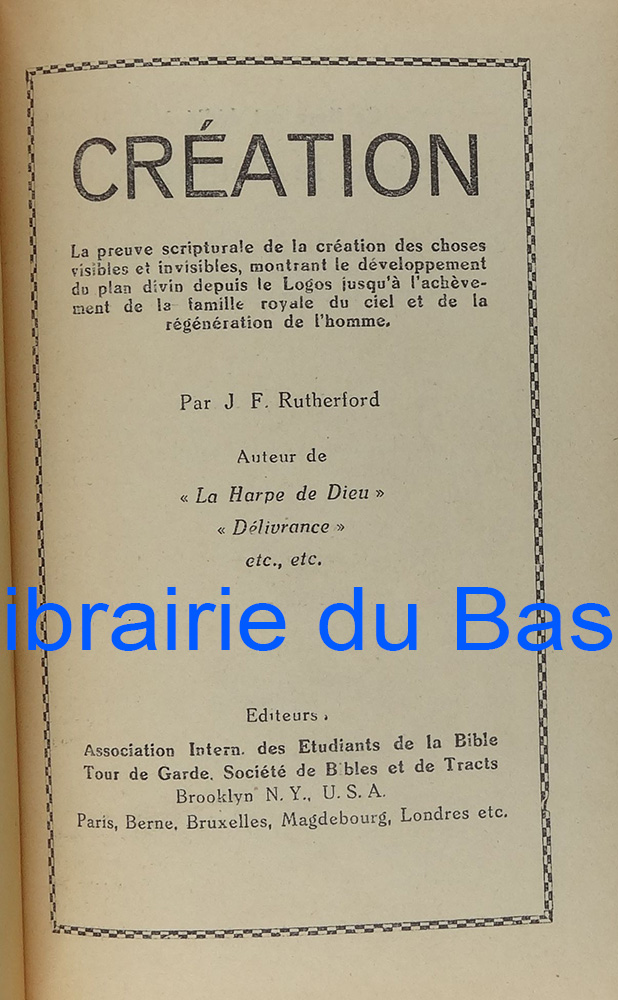 CRÉATION
La preuve scripturale de la création des choses
visibles et invisibles, montrant le développement
du plan divin depuis le Logos jusqu'à l'achève-
ment de la famille royale du ciel et de la
régénération de l'homme.
Par J F. Rutherford
Auteur de
« La Harpe de Dieu »
« Délivrance »
etc., etc.
ibrairie du Bas
Editeurs :
Association Intern. des Etudiants de la Bible
Tour de Garde. Société de Bibles et de Tracts
Brooklyn N. Y., U. S. A.
Paris, Berne, Bruxelles, Magdebourg, Londres etc.